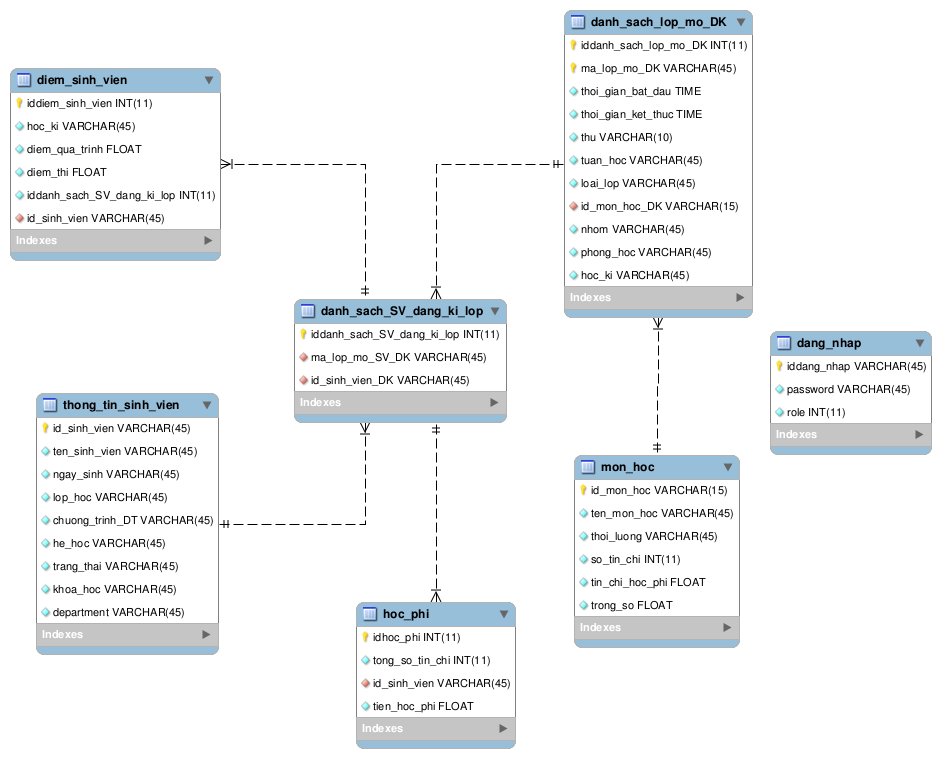 diem_sinh_vien
iddiem_sinh_vien INT(11)
hoc_ki VARCHAR(45)
diem_qua_trinh FLOAT
diem_thi FLOAT
iddanh_sach_SV_dang_ki_lop INT(11)
id_sinh_vien VARCHAR(45)
Indexes
danh_sach_lop_mo_DK
iddanh_sach_lop_mo_DK INT(11)
ma_lop_mo_DK VARCHAR(45)
thoi_gian_bat_dau TIME
thoi_gian_ket_thuc TIME
thu VARCHAR(10)
tuan_hoc VARCHAR(45)
loai_lop VARCHAR(45)
id_mon_hoc_DK VARCHAR(15)
nhom VARCHAR(45)
phong_hoc VARCHAR(45)
hoc_ki VARCHAR(45)
Indexes
danh_sach_SV_dang_ki_lop
iddanh_sach_SV_dang_ki_lop INT(11)
ma_lop_mo_SV_DK VARCHAR(45)
id_sinh_vien_DK VARCHAR(45)
Indexes
dang_nhap
iddang_nhap VARCHAR(45)
password VARCHAR(45)
role INT(11)
Indexes
thong_tin_sinh_vien
id_sinh_vien VARCHAR(45)
ten_sinh_vien VARCHAR(45)
ngay_sinh VARCHAR(45)
lop_hoc VARCHAR(45)
chuong_trinh_DT VARCHAR(45)
he_hoc VARCHAR(45)
trang_thai VARCHAR(45)
khoa_hoc VARCHAR(45)
department VARCHAR(45)
Indexes
mon_hoc
id_mon_hoc VARCHAR(15)
ten_mon_hoc VARCHAR(45)
thoi_luong VARCHAR(45)
so_tin_chi INT(11)
tin_chi_hoc_phi FLOAT
trong_so FLOAT
Indexes
hoc_phi
idhoc_phi INT(11)
tong_so_tin_chi INT(11)
id_sinh_vien VARCHAR(45)
tien_hoc_phi FLOAT
Indexes